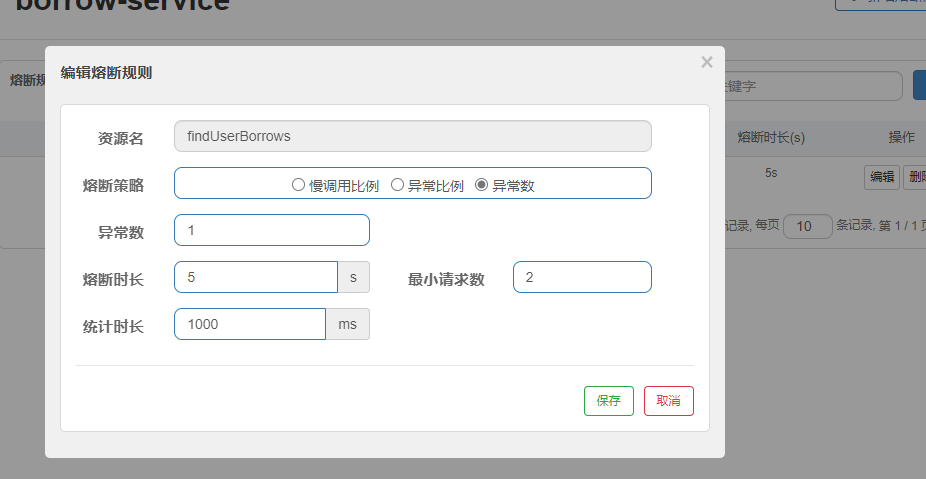 borrow-service
编辑熔断规则
×
熔断规
键字
资源名 findUserBorrows
熔断时长(s) 操作
熔断策略 慢调用比例 异常比例 异常数
5s 编辑
异常数 1
记录, 每页 10 条记录, 第 1 / 1
熔断时长 5 s 最小请求数 2
统计时长 1000 ms
保存 取消